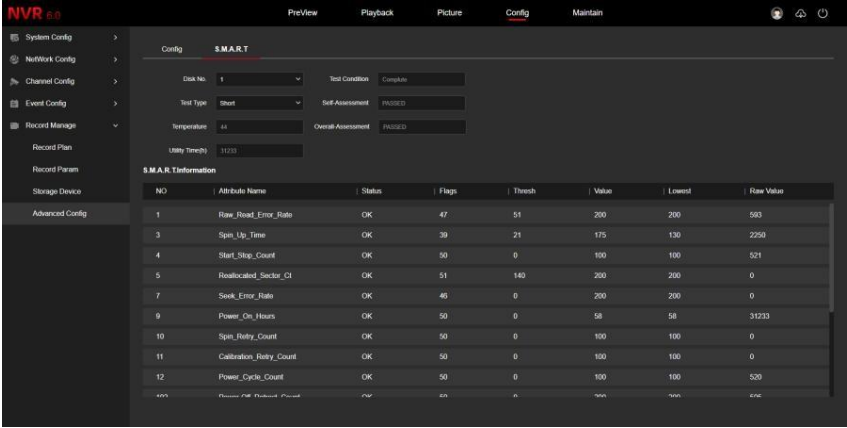 NVR 6.0 PreView Playback Picture Config Maintain
System Config
NetWork Config
Channel Config
Event Config
Record Manage
Record Plan
Record Param
Storage Device
Advanced Config
Config S.M.A.R.T
Disk No. 1 Test Condition Complete
Test Type Short Self-Assessment PASSED
Temperature 44 Overall-Assessment PASSED
Utility Time(h) 31233
S.M.A.R.T.Information
NO Attribute Name Status Flags Thresh Value Lowest Raw Value
1 Raw_Read_Error_Rate OK 47 51 200 200 593
3 Spin_Up_Time OK 39 21 175 130 2250
4 Start_Stop_Count OK 50 0 100 100 521
5 Reallocated_Sector_Ct OK 51 140 200 200 0
7 Seek_Error_Rate OK 46 0 200 200 0
9 Power_On_Hours OK 50 0 58 58 31233
10 Spin_Retry_Count OK 50 0 100 100 0
11 Calibration_Retry_Count OK 50 0 100 100 0
12 Power_Cycle_Count OK 50 0 100 100 520